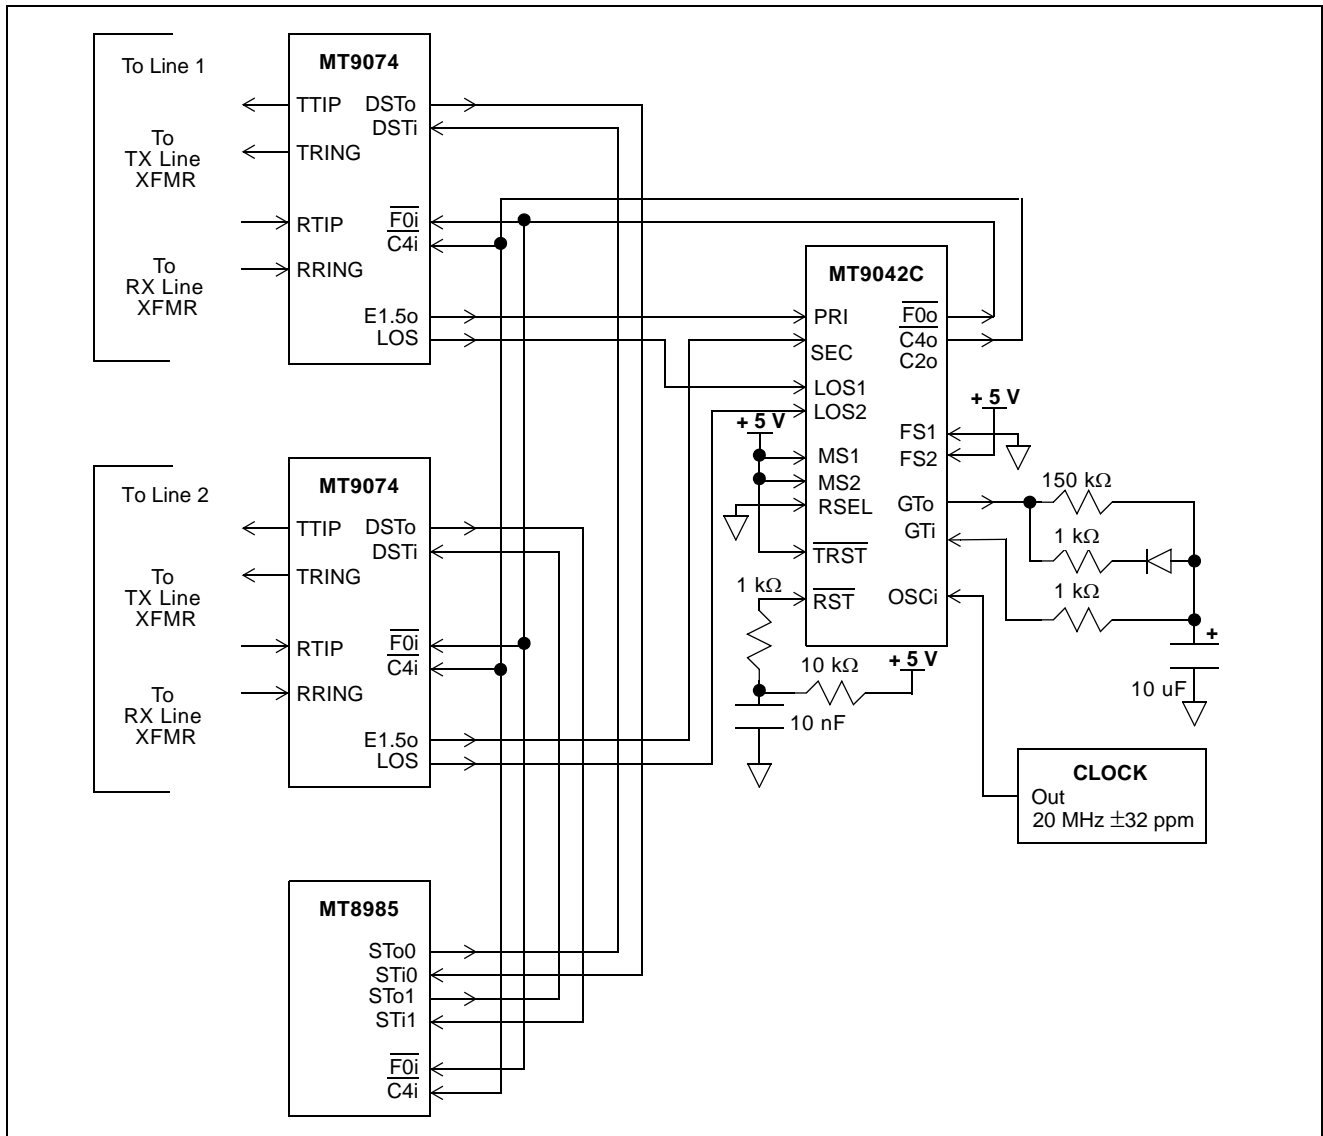 To Line 1
To
TX Line
XFMR
To
RX Line
XFMR
MT9074
TTIP
TRING
RTIP
RRING
DSTo
DSTi
F0i
C4i
E1.5o
LOS
To Line 2
To
TX Line
XFMR
To
RX Line
XFMR
MT9074
TTIP
TRING
RTIP
RRING
DSTo
DSTi
F0i
C4i
E1.5o
LOS
MT8985
STo0
STi0
STo1
STi1
F0i
C4i
MT9042C
PRI
SEC
LOS1
LOS2
MS1
MS2
RSEL
TRST
RST
F0o
C4o
C2o
FS1
FS2
GTo
GTi
OSCi
+ 5 V
+ 5 V
150 kΩ
1 kΩ
1 kΩ
+
10 uF
1 kΩ
10 kΩ
+ 5 V
10 nF
CLOCK
Out
20 MHz ±32 ppm